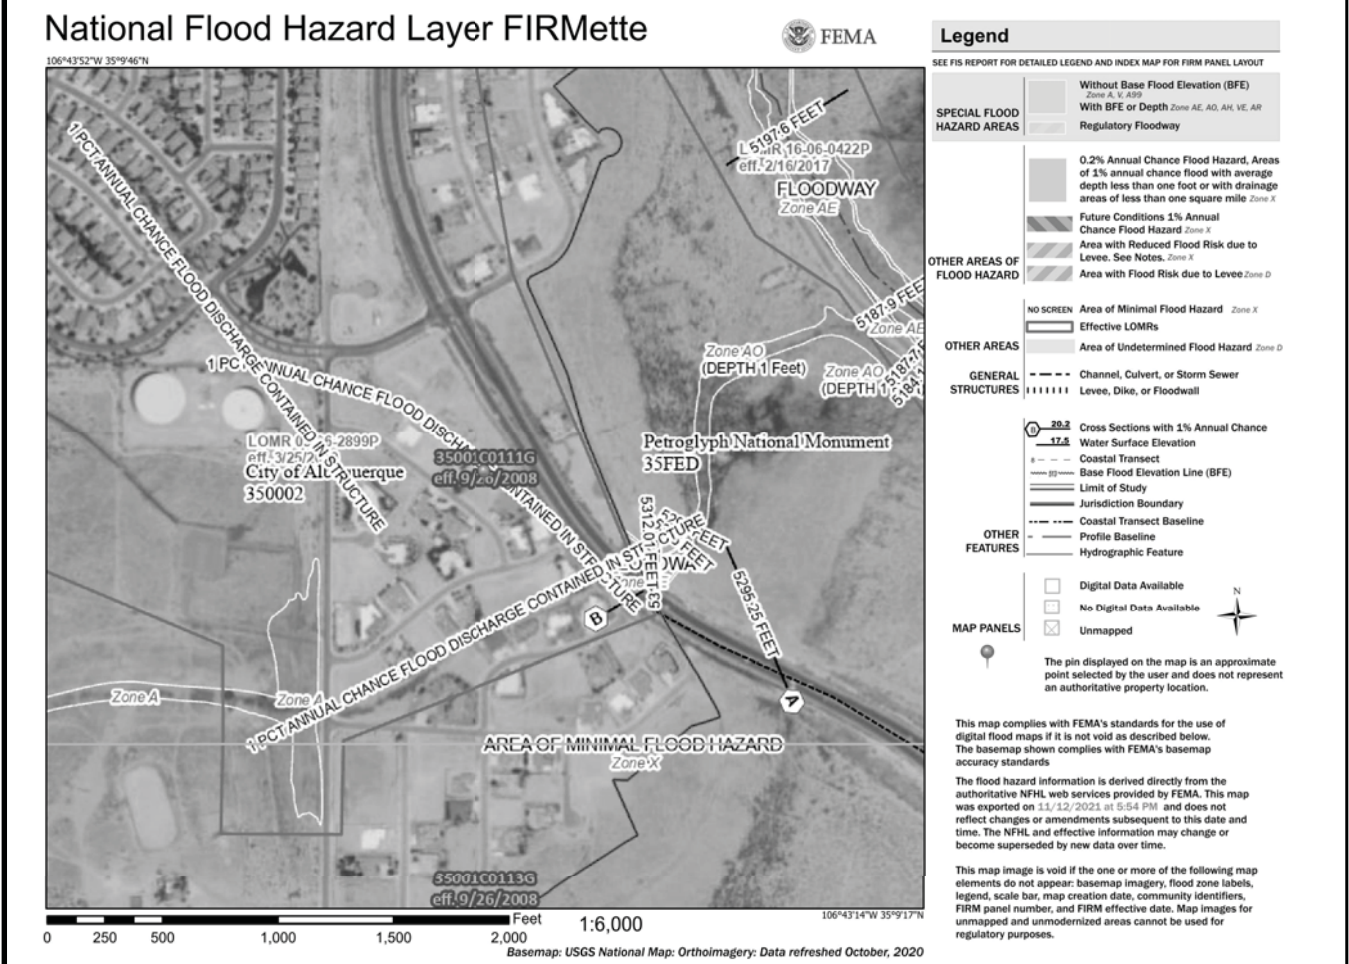 National Flood Hazard Layer FIRMette
FEMA
106°43'52"W 35°9'46"N
1 PCT ANNUAL CHANCE FLOOD DISCHARGE CONTAINED IN STRUCTURE
5197.6 FEET
16-06-0422P
eff. 2/16/2017
FLOODWAY
Zone AE
5187.9 FEE
Zone AE
Zone AO
(DEPTH 1 Feet)
Zone AO
(DEPTH 1
5187.7
5184.1
1 PCT ANNUAL CHANCE FLOOD DISCHARGE CONTAINED IN STRUCTURE
LOMR
-2899P
eff. 3/25/2
City of Albuquerque
350002
35001C0111G
eff. 9/26/2008
Petroglyph National Monument
35FED
5312.01 FEET
FEET
FEET
5295.25 FEET
1 PCT ANNUAL CHANCE FLOOD DISCHARGE CONTAINED IN STRUCTURE
B
A
Zone A
Zone A
AREA OF MINIMAL FLOOD HAZARD
Zone X
35001C0113G
eff. 9/26/2008
106°43'14"W 35°9'17"N
0 250 500 1,000 1,500 2,000
Feet
1:6,000
Basemap: USGS National Map: Orthoimagery: Data refreshed October, 2020
Legend
SEE FIS REPORT FOR DETAILED LEGEND AND INDEX MAP FOR FIRM PANEL LAYOUT
SPECIAL FLOOD
HAZARD AREAS
Without Base Flood Elevation (BFE)
Zone A, V, A99
With BFE or Depth Zone AE, AO, AH, VE, AR
Regulatory Floodway
0.2% Annual Chance Flood Hazard, Areas
of 1% annual chance flood with average
depth less than one foot or with drainage
areas of less than one square mile Zone X
Future Conditions 1% Annual
Chance Flood Hazard Zone X
Area with Reduced Flood Risk due to
Levee. See Notes. Zone X
Area with Flood Risk due to Levee Zone D
OTHER AREAS OF
FLOOD HAZARD
NO SCREEN Area of Minimal Flood Hazard Zone X
Effective LOMRs
OTHER AREAS
Area of Undetermined Flood Hazard Zone D
GENERAL
STRUCTURES
Channel, Culvert, or Storm Sewer
Levee, Dike, or Floodwall
B 20.2 Cross Sections with 1% Annual Chance
17.5 Water Surface Elevation
8 Coastal Transect
513 Base Flood Elevation Line (BFE)
Limit of Study
Jurisdiction Boundary
Coastal Transect Baseline
OTHER
FEATURES
Profile Baseline
Hydrographic Feature
Digital Data Available
No Digital Data Available
MAP PANELS
Unmapped
N
The pin displayed on the map is an approximate
point selected by the user and does not represent
an authoritative property location.
This map complies with FEMA's standards for the use of
digital flood maps if it is not void as described below.
The basemap shown complies with FEMA's basemap
accuracy standards
The flood hazard information is derived directly from the
authoritative NFHL web services provided by FEMA. This map
was exported on 11/12/2021 at 5:54 PM and does not
reflect changes or amendments subsequent to this date and
time. The NFHL and effective information may change or
become superseded by new data over time.
This map image is void if the one or more of the following map
elements do not appear: basemap imagery, flood zone labels,
legend, scale bar, map creation date, community identifiers,
FIRM panel number, and FIRM effective date. Map images for
unmapped and unmodernized areas cannot be used for
regulatory purposes.